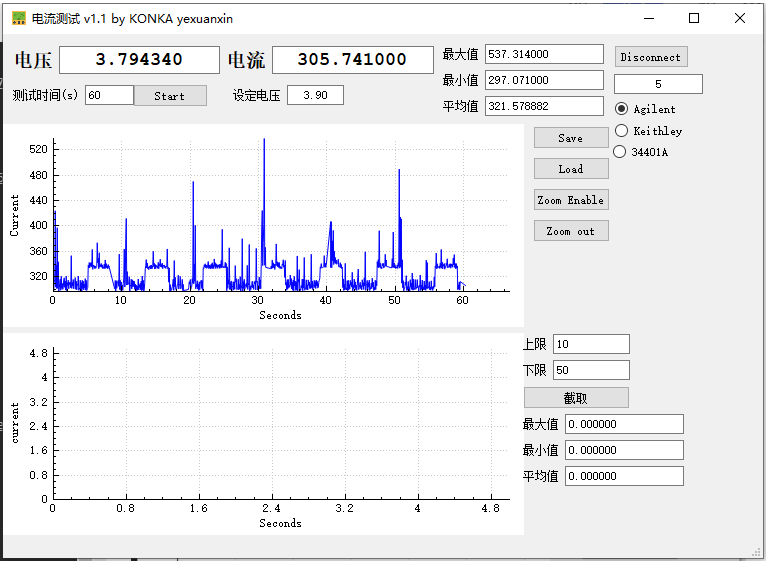 电流测试 v1.1 by KONKA yexuanxin
电压 3.794340 电流 305.741000
最大值 537.314000 Disconnect
最小值 297.071000 5
测试时间(s) 60 Start 设定电压 3.90
平均值 321.578882 Agilent
Keithley
34401A
Save
Load
Zoom Enable
Zoom out
Current
520
480
440
400
360
320
0 10 20 30 40 50 60
Seconds
上限 10
下限 50
截取
最大值 0.000000
最小值 0.000000
平均值 0.000000
current
4.8
4
3.2
2.4
1.6
0.8
0
0 0.8 1.6 2.4 3.2 4 4.8
Seconds